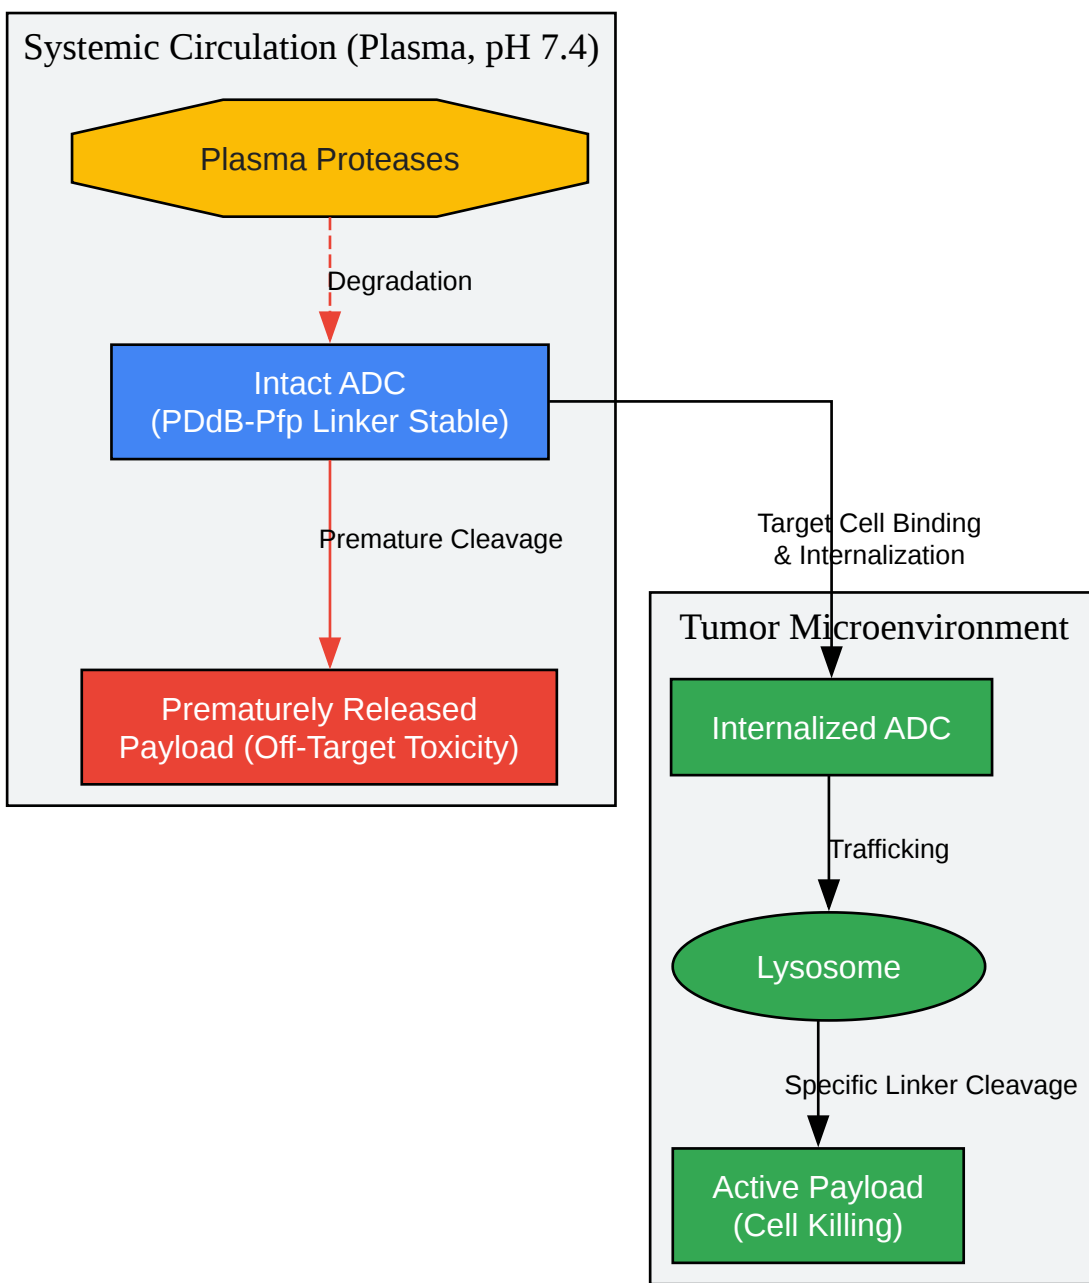 Systemic Circulation (Plasma, pH 7.4)
Plasma Proteases
Degradation
Intact ADC
(PDdB-Pfp Linker Stable)
Premature Cleavage
Prematurely Released
Payload (Off-Target Toxicity)
Target Cell Binding
& Internalization
Tumor Microenvironment
Internalized ADC
Trafficking
Lysosome
Specific Linker Cleavage
Active Payload
(Cell Killing)